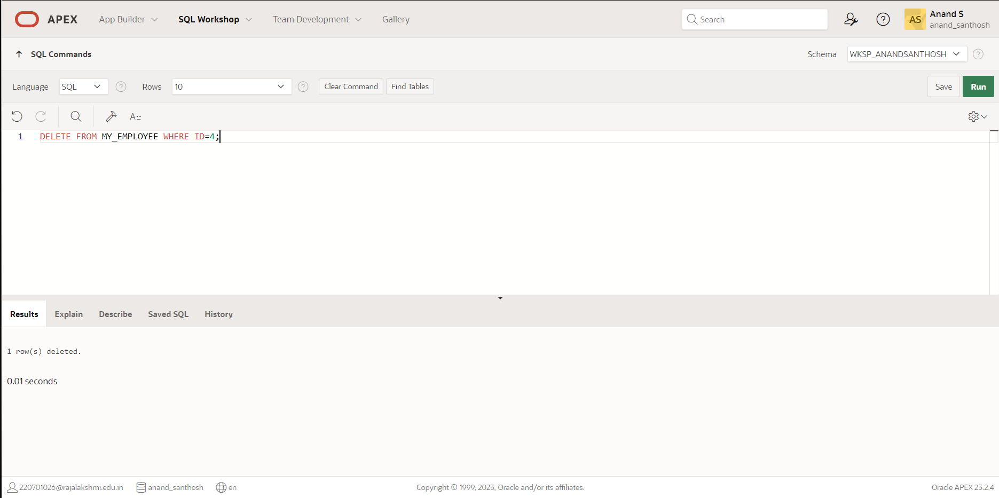 APEX App Builder SQL Workshop Team Development Gallery Search AS Anand S
anand_santhosh
SQL Commands Schema WKSP_ANANDSANTHOSH ?
Language SQL ? Rows 10 ? Clear Command Find Tables Save Run
A::
1 DELETE FROM MY_EMPLOYEE WHERE ID=4;
Results Explain Describe Saved SQL History
1 row(s) deleted.
0.01 seconds
220701026@rajalakshmi.edu.in anand_santhosh en Copyright © 1999, 2023, Oracle and/or its affiliates. Oracle APEX 23.2.4